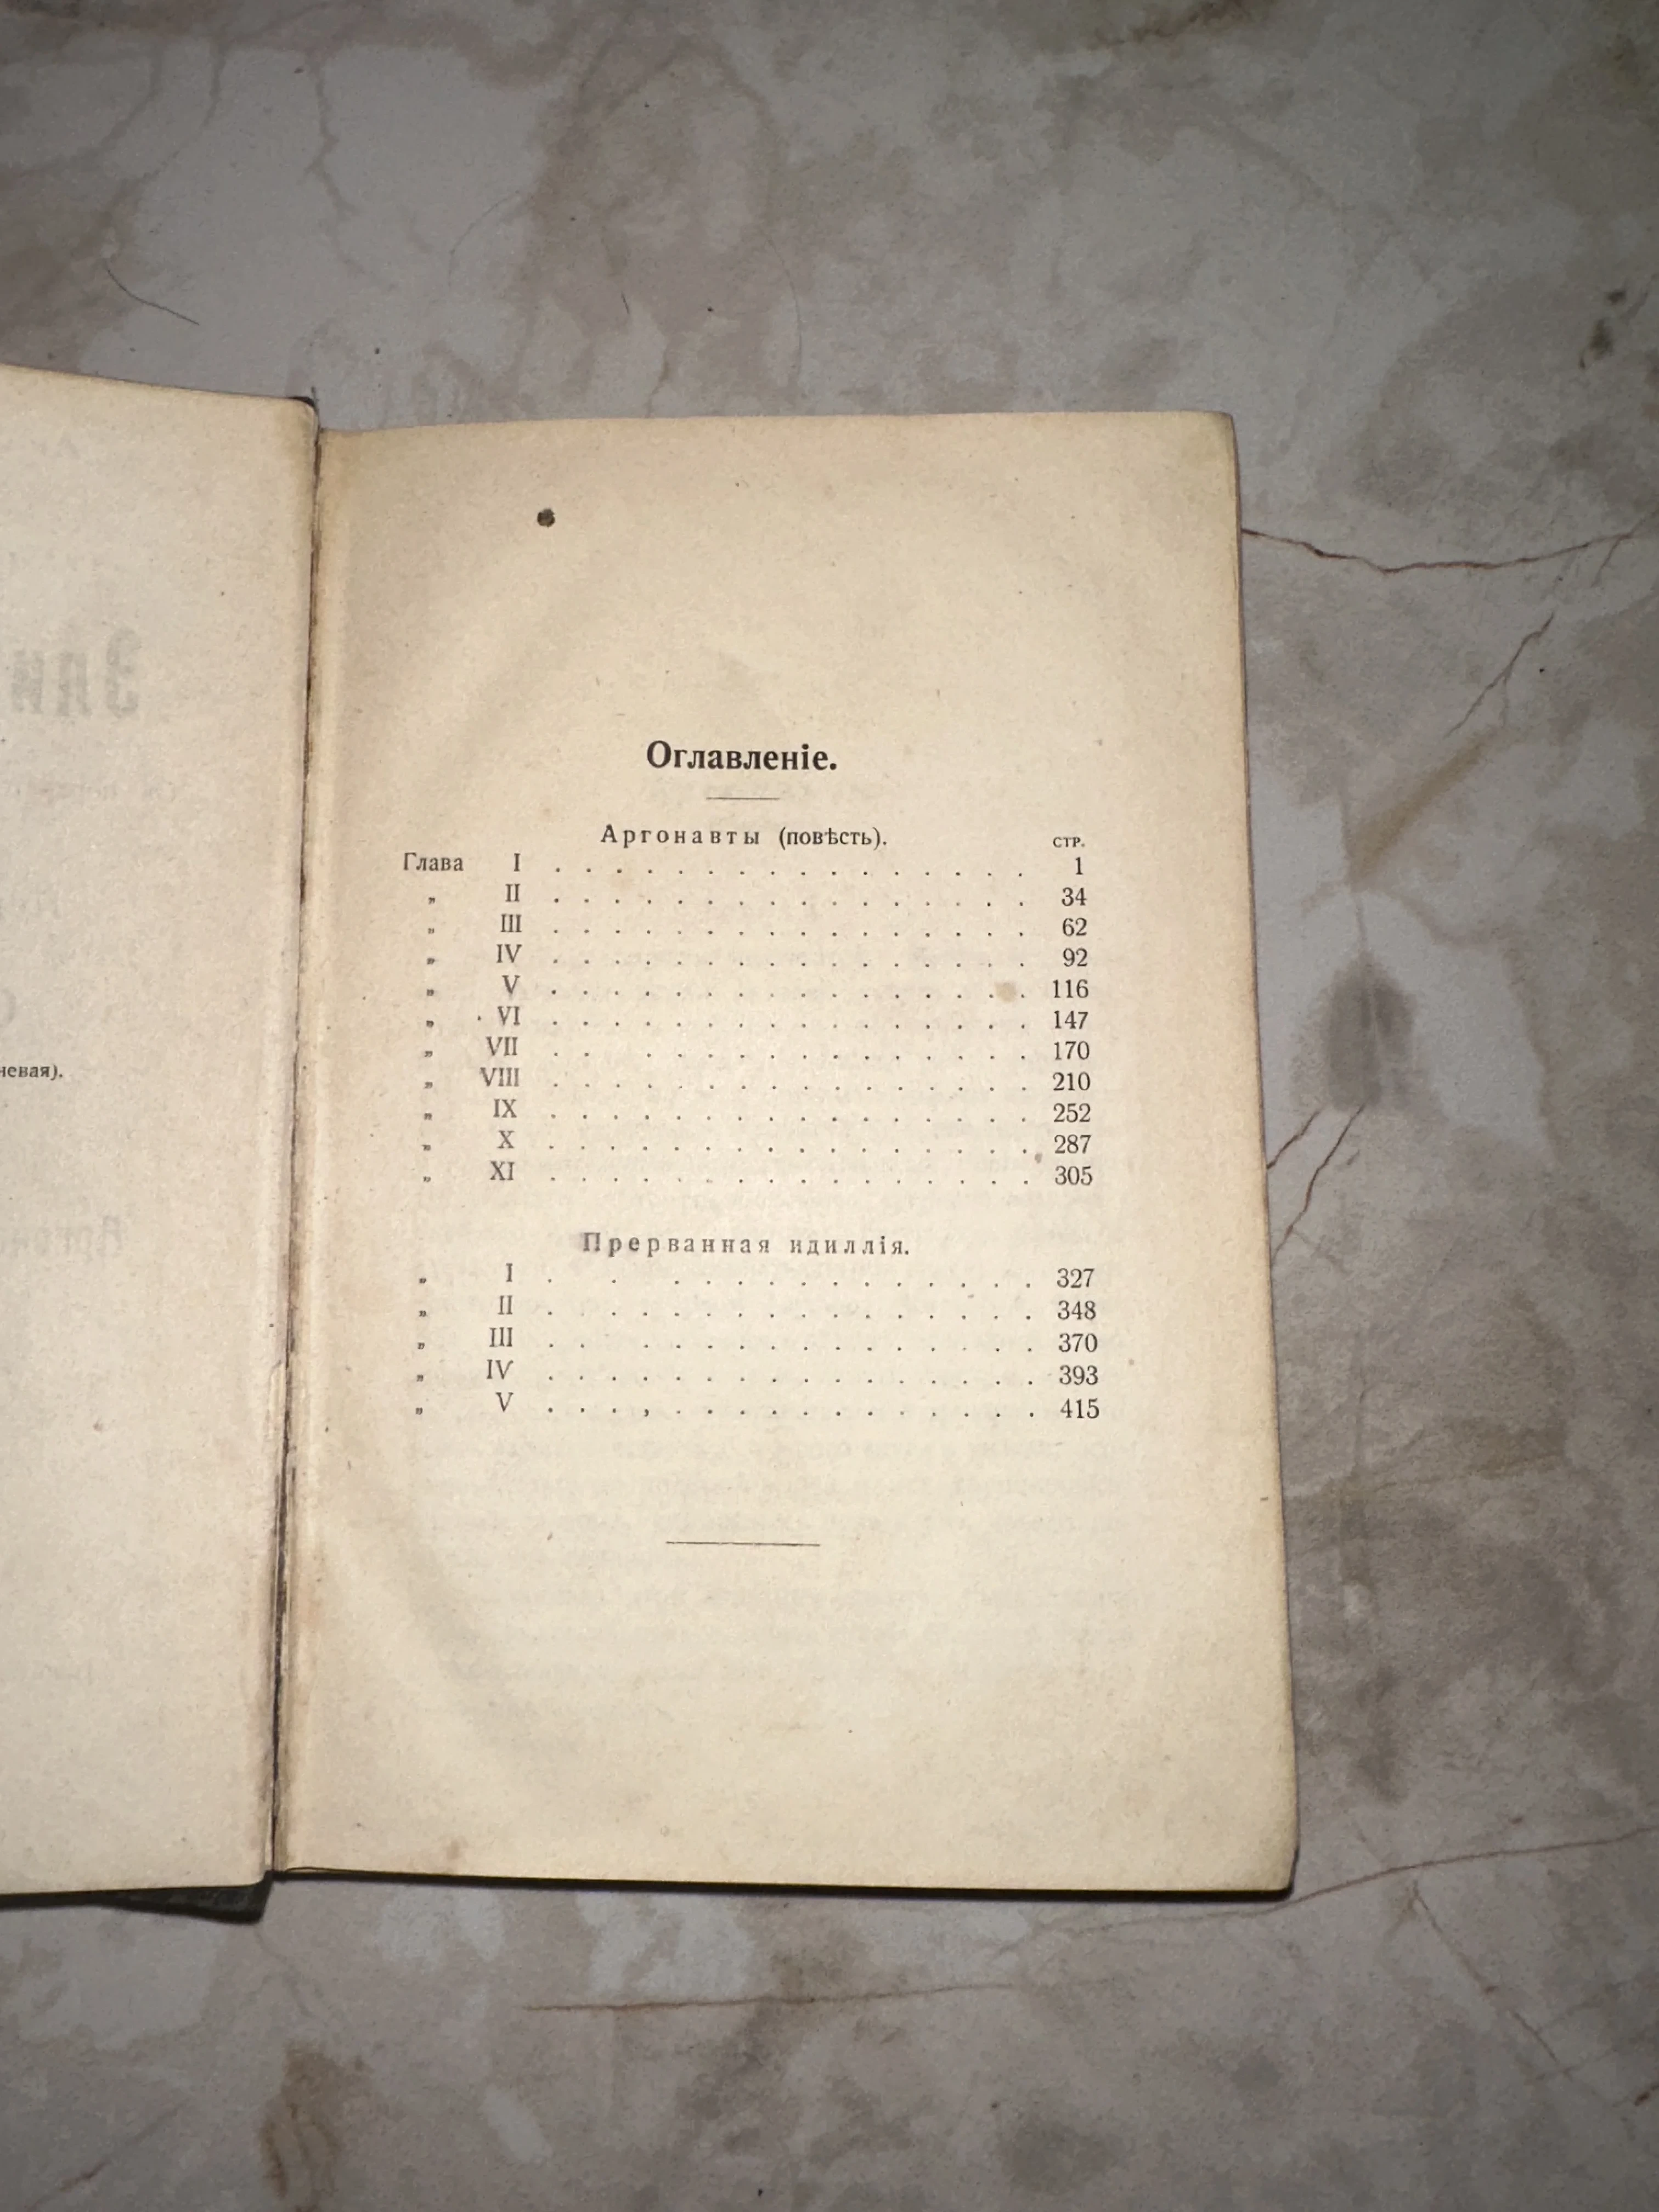 невая).
Оглавленіе.
Аргонавты (повѣсть). СТР.
Глава I . . . . . . . . . . . . . . . . 1
„ II . . . . . . . . . . . . . . . . 34
„ III . . . . . . . . . . . . . . . . 62
„ IV . . . . . . . . . . . . . . . . 92
„ V . . . . . . . . . . . . . . . . 116
„ VI . . . . . . . . . . . . . . . . 147
„ VII . . . . . . . . . . . . . . . 170
„ VIII . . . . . . . . . . . . . . . . 210
„ IX . . . . . . . . . . . . . . . . 252
„ X . . . . . . . . . . . . . . . . 287
„ XI . . . . . . . . . . . . . . . . 305
Прерванная идиллія.
„ I . . . . . . . . . . . . . . 327
„ II . . . . . . . . . . . . . . . . 348
„ III . . . . . . . . . . . . . . . 370
„ IV . . . . . . . . . . . . . . . . 393
„ V . . . , . . . . . . . . . . . . 415